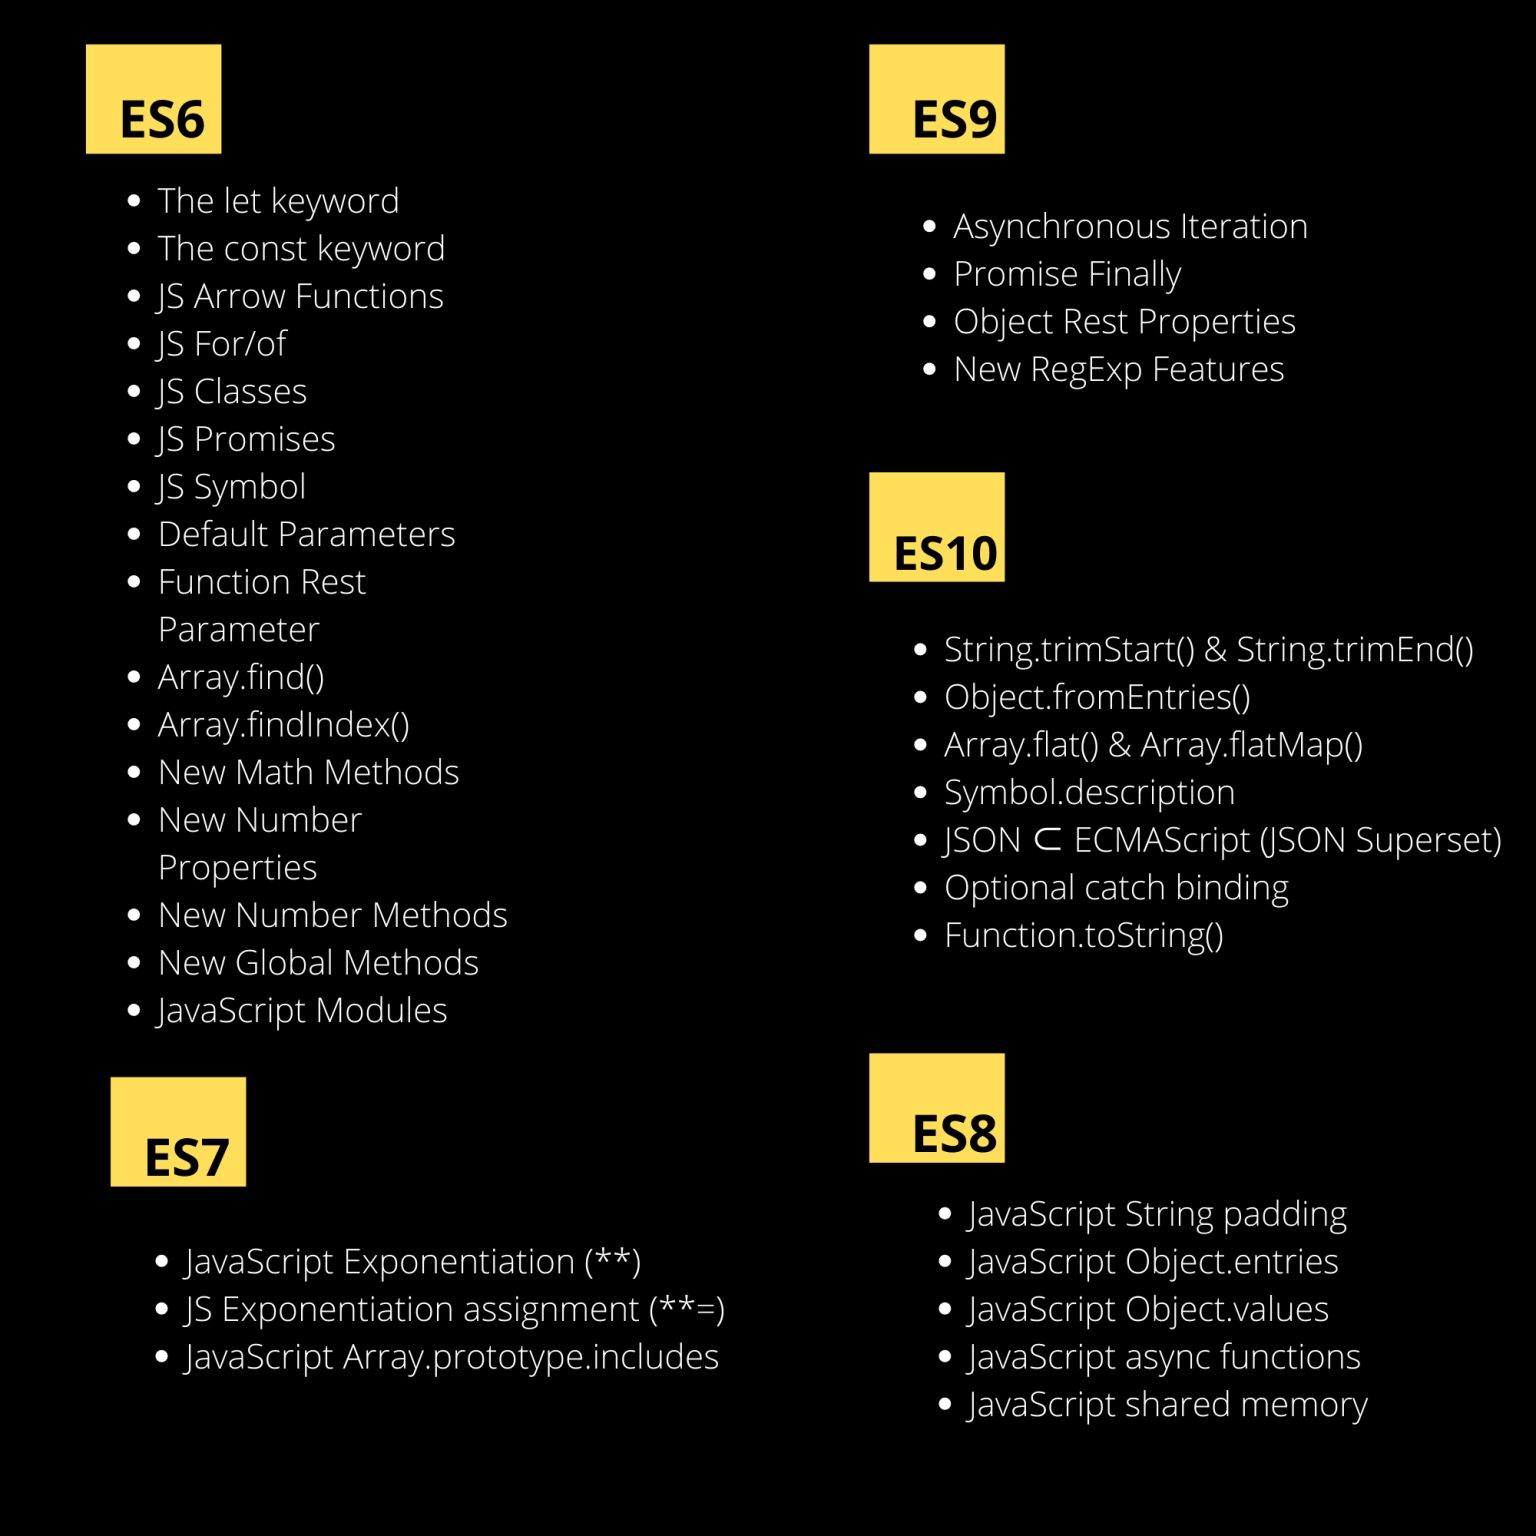 ES6
• The let keyword
• The const keyword
• JS Arrow Functions
• JS For/of
• JS Classes
• JS Promises
• JS Symbol
• Default Parameters
• Function Rest
Parameter
• Array.find()
• Array.findIndex()
• New Math Methods
• New Number
Properties
• New Number Methods
• New Global Methods
• JavaScript Modules
ES7
• JavaScript Exponentiation (**)
• JS Exponentiation assignment (**=)
• JavaScript Array.prototype.includes
ES9
• Asynchronous Iteration
• Promise Finally
• Object Rest Properties
• New RegExp Features
ES10
• String.trimStart() & String.trimEnd()
• Object.fromEntries()
• Array.flat() & Array.flatMap()
• Symbol.description
• JSON ⊂ ECMAScript (JSON Superset)
• Optional catch binding
• Function.toString()
ES8
• JavaScript String padding
• JavaScript Object.entries
• JavaScript Object.values
• JavaScript async functions
• JavaScript shared memory